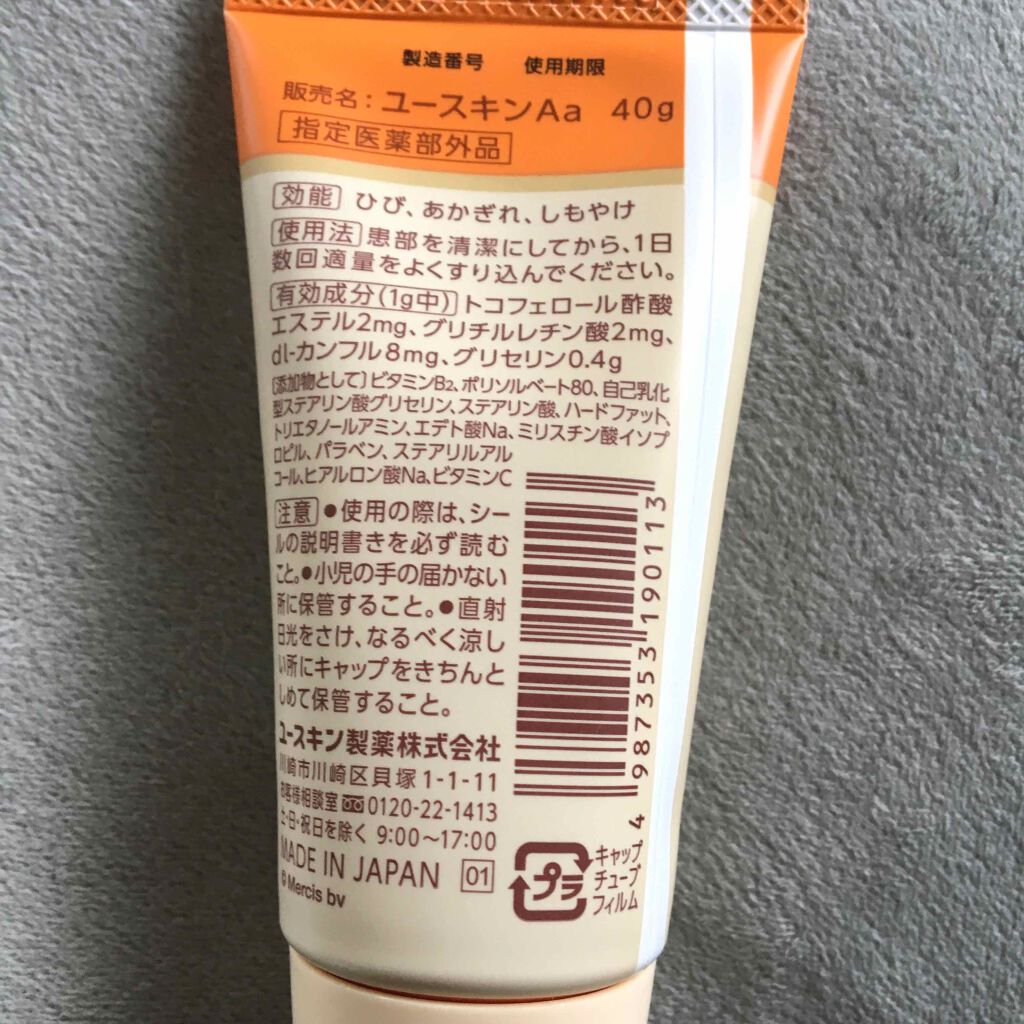 製造番号 使用期限
販売名：ユースキンAa 40g
指定医薬部外品
効能 ひび、あかぎれ、しもやけ
使用法 患部を清潔にしてから、1日
数回適量をよくすり込んでください。
有効成分(1g中) トコフェロール酢酸
エステル2mg、グリチルレチン酸2mg、
dl-カンフル8mg、グリセリン0.4g
〔添加物として〕ビタミンB2、ポリソルベート80、自己乳化
型ステアリン酸グリセリン、ステアリン酸、ハードファット、
トリエタノールアミン、エデト酸Na、ミリスチン酸イソプ
ロピル、パラベン、ステアリルアル
コール、ヒアルロン酸Na、ビタミンC
注意 ●使用の際は、シー
ルの説明書きを必ず読む
こと。●小児の手の届かない
所に保管すること。●直射
日光をさけ、なるべく涼し
い所にキャップをきちんと
しめて保管すること。
ユースキン製薬株式会社
川崎市川崎区貝塚1-1-11
お客様相談室 0120-22-1413
土・日・祝日を除く 9:00〜17:00
MADE IN JAPAN 01
© Mercis bv
4 987353 190113
プラ
キャップ
チューブ
フィルム